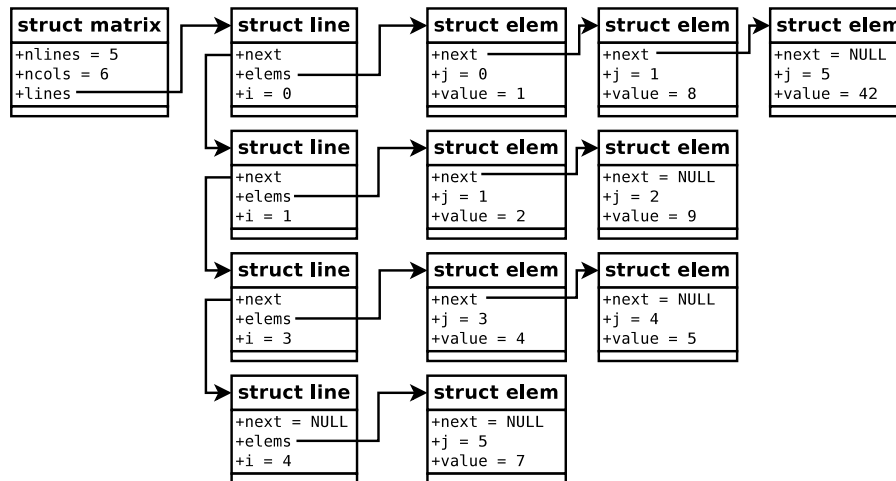 struct matrix
+nlines = 5
+ncols = 6
+lines
struct line
+next
+elems
+i = 0
struct elem
+next
+j = 0
+value = 1
struct elem
+next
+j = 1
+value = 8
struct elem
+next = NULL
+j = 5
+value = 42
struct line
+next
+elems
+i = 1
struct elem
+next
+j = 1
+value = 2
struct elem
+next = NULL
+j = 2
+value = 9
struct line
+next
+elems
+i = 3
struct elem
+next
+j = 3
+value = 4
struct elem
+next = NULL
+j = 4
+value = 5
struct line
+next = NULL
+elems
+i = 4
struct elem
+next = NULL
+j = 5
+value = 7